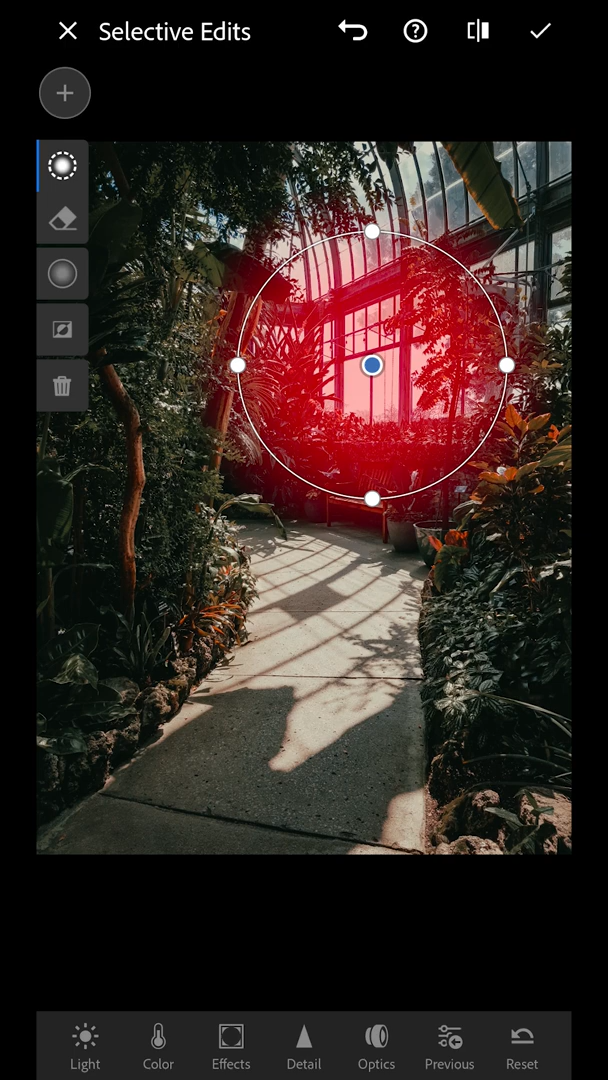 Selective Edits
Light
Color
Effects
Detail
Optics
Previous
Reset